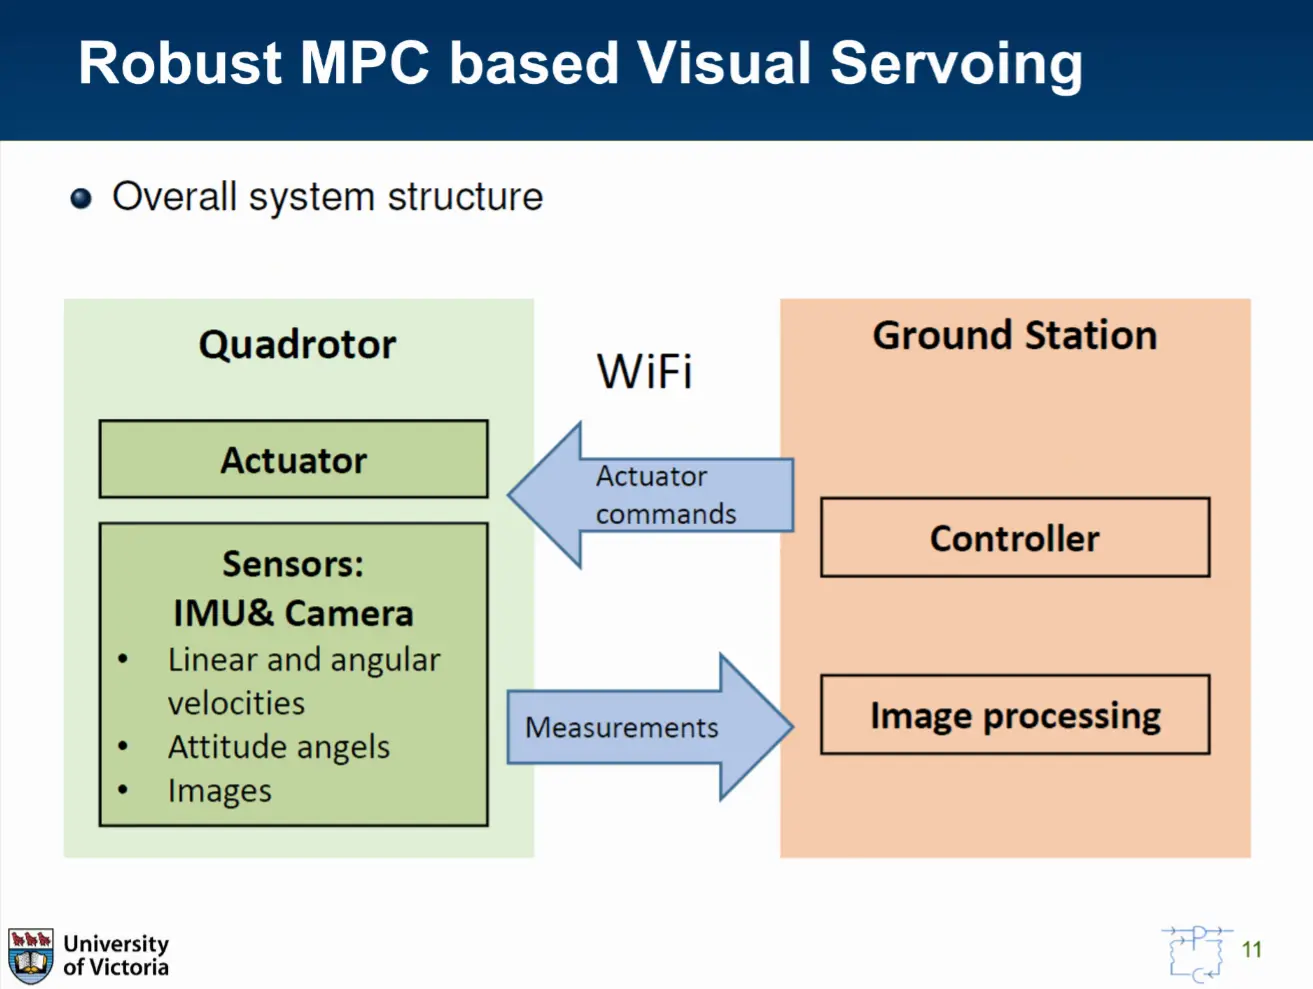 Robust MPC based Visual Servoing
Overall system structure
Quadrotor
Actuator
Sensors:
IMU& Camera
• Linear and angular
velocities
• Attitude angels
• Images
WiFi
Actuator
commands
Measurements
Ground Station
Controller
Image processing
University
of Victoria
P
C
11